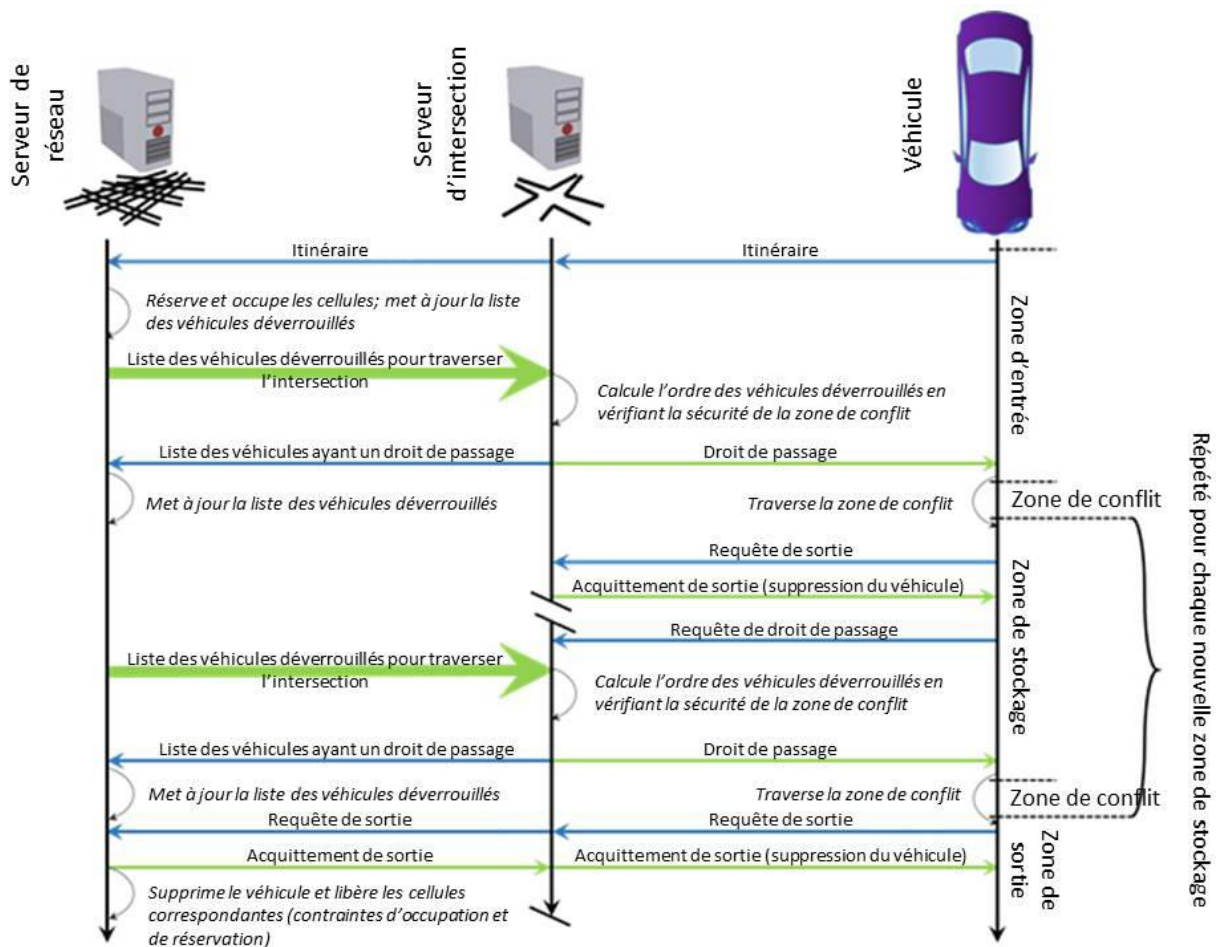 Serveur de
réseau
Serveur
d'intersection
Véhicule
Itinéraire
Itinéraire
Réserve et occupe les cellules; met à jour la liste
des véhicules déverrouillés
Liste des véhicules déverrouillés pour traverser
l'intersection
Calcule l'ordre des véhicules déverrouillés en
vérifiant la sécurité de la zone de conflit
Zone d'entrée
Liste des véhicules ayant un droit de passage
Droit de passage
Met à jour la liste des véhicules déverrouillés
Traverse la zone de conflit
Zone de conflit
Requête de sortie
Acquittement de sortie (suppression du véhicule)
Requête de droit de passage
Zone de stockage
Liste des véhicules déverrouillés pour traverser
l'intersection
Calcule l'ordre des véhicules déverrouillés en
vérifiant la sécurité de la zone de conflit
Liste des véhicules ayant un droit de passage
Droit de passage
Met à jour la liste des véhicules déverrouillés
Traverse la zone de conflit
Zone de conflit
Répété pour chaque nouvelle zone de stockage
Requête de sortie
Requête de sortie
Acquittement de sortie
Acquittement de sortie (suppression du véhicule)
Zone de
sortie
Supprime le véhicule et libère les cellules
correspondantes (contraintes d'occupation et
de réservation)